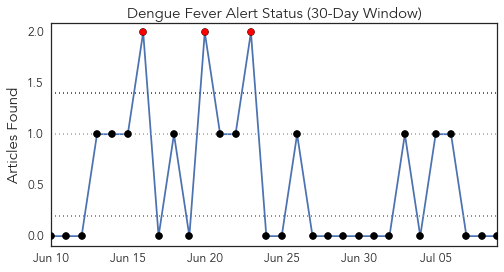 Dengue Fever Alert Status (30-Day Window)
Articles Found
2.0
1.5
1.0
0.5
0.0
Jun 10 Jun 15 Jun 20 Jun 25 Jun 30 Jul 05